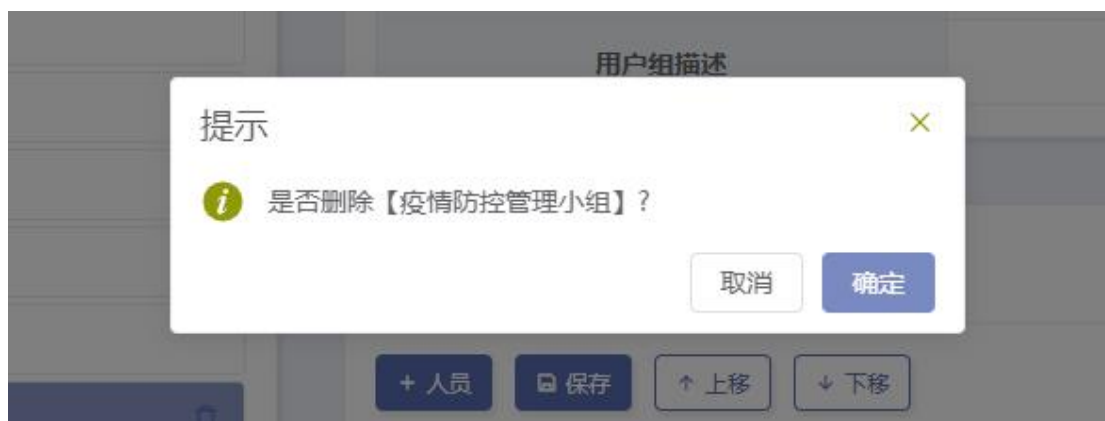 用户组描述
提示
是否删除【疫情防控管理小组】?
取消
确定
+ 人员
保存
↑ 上移
↓ 下移